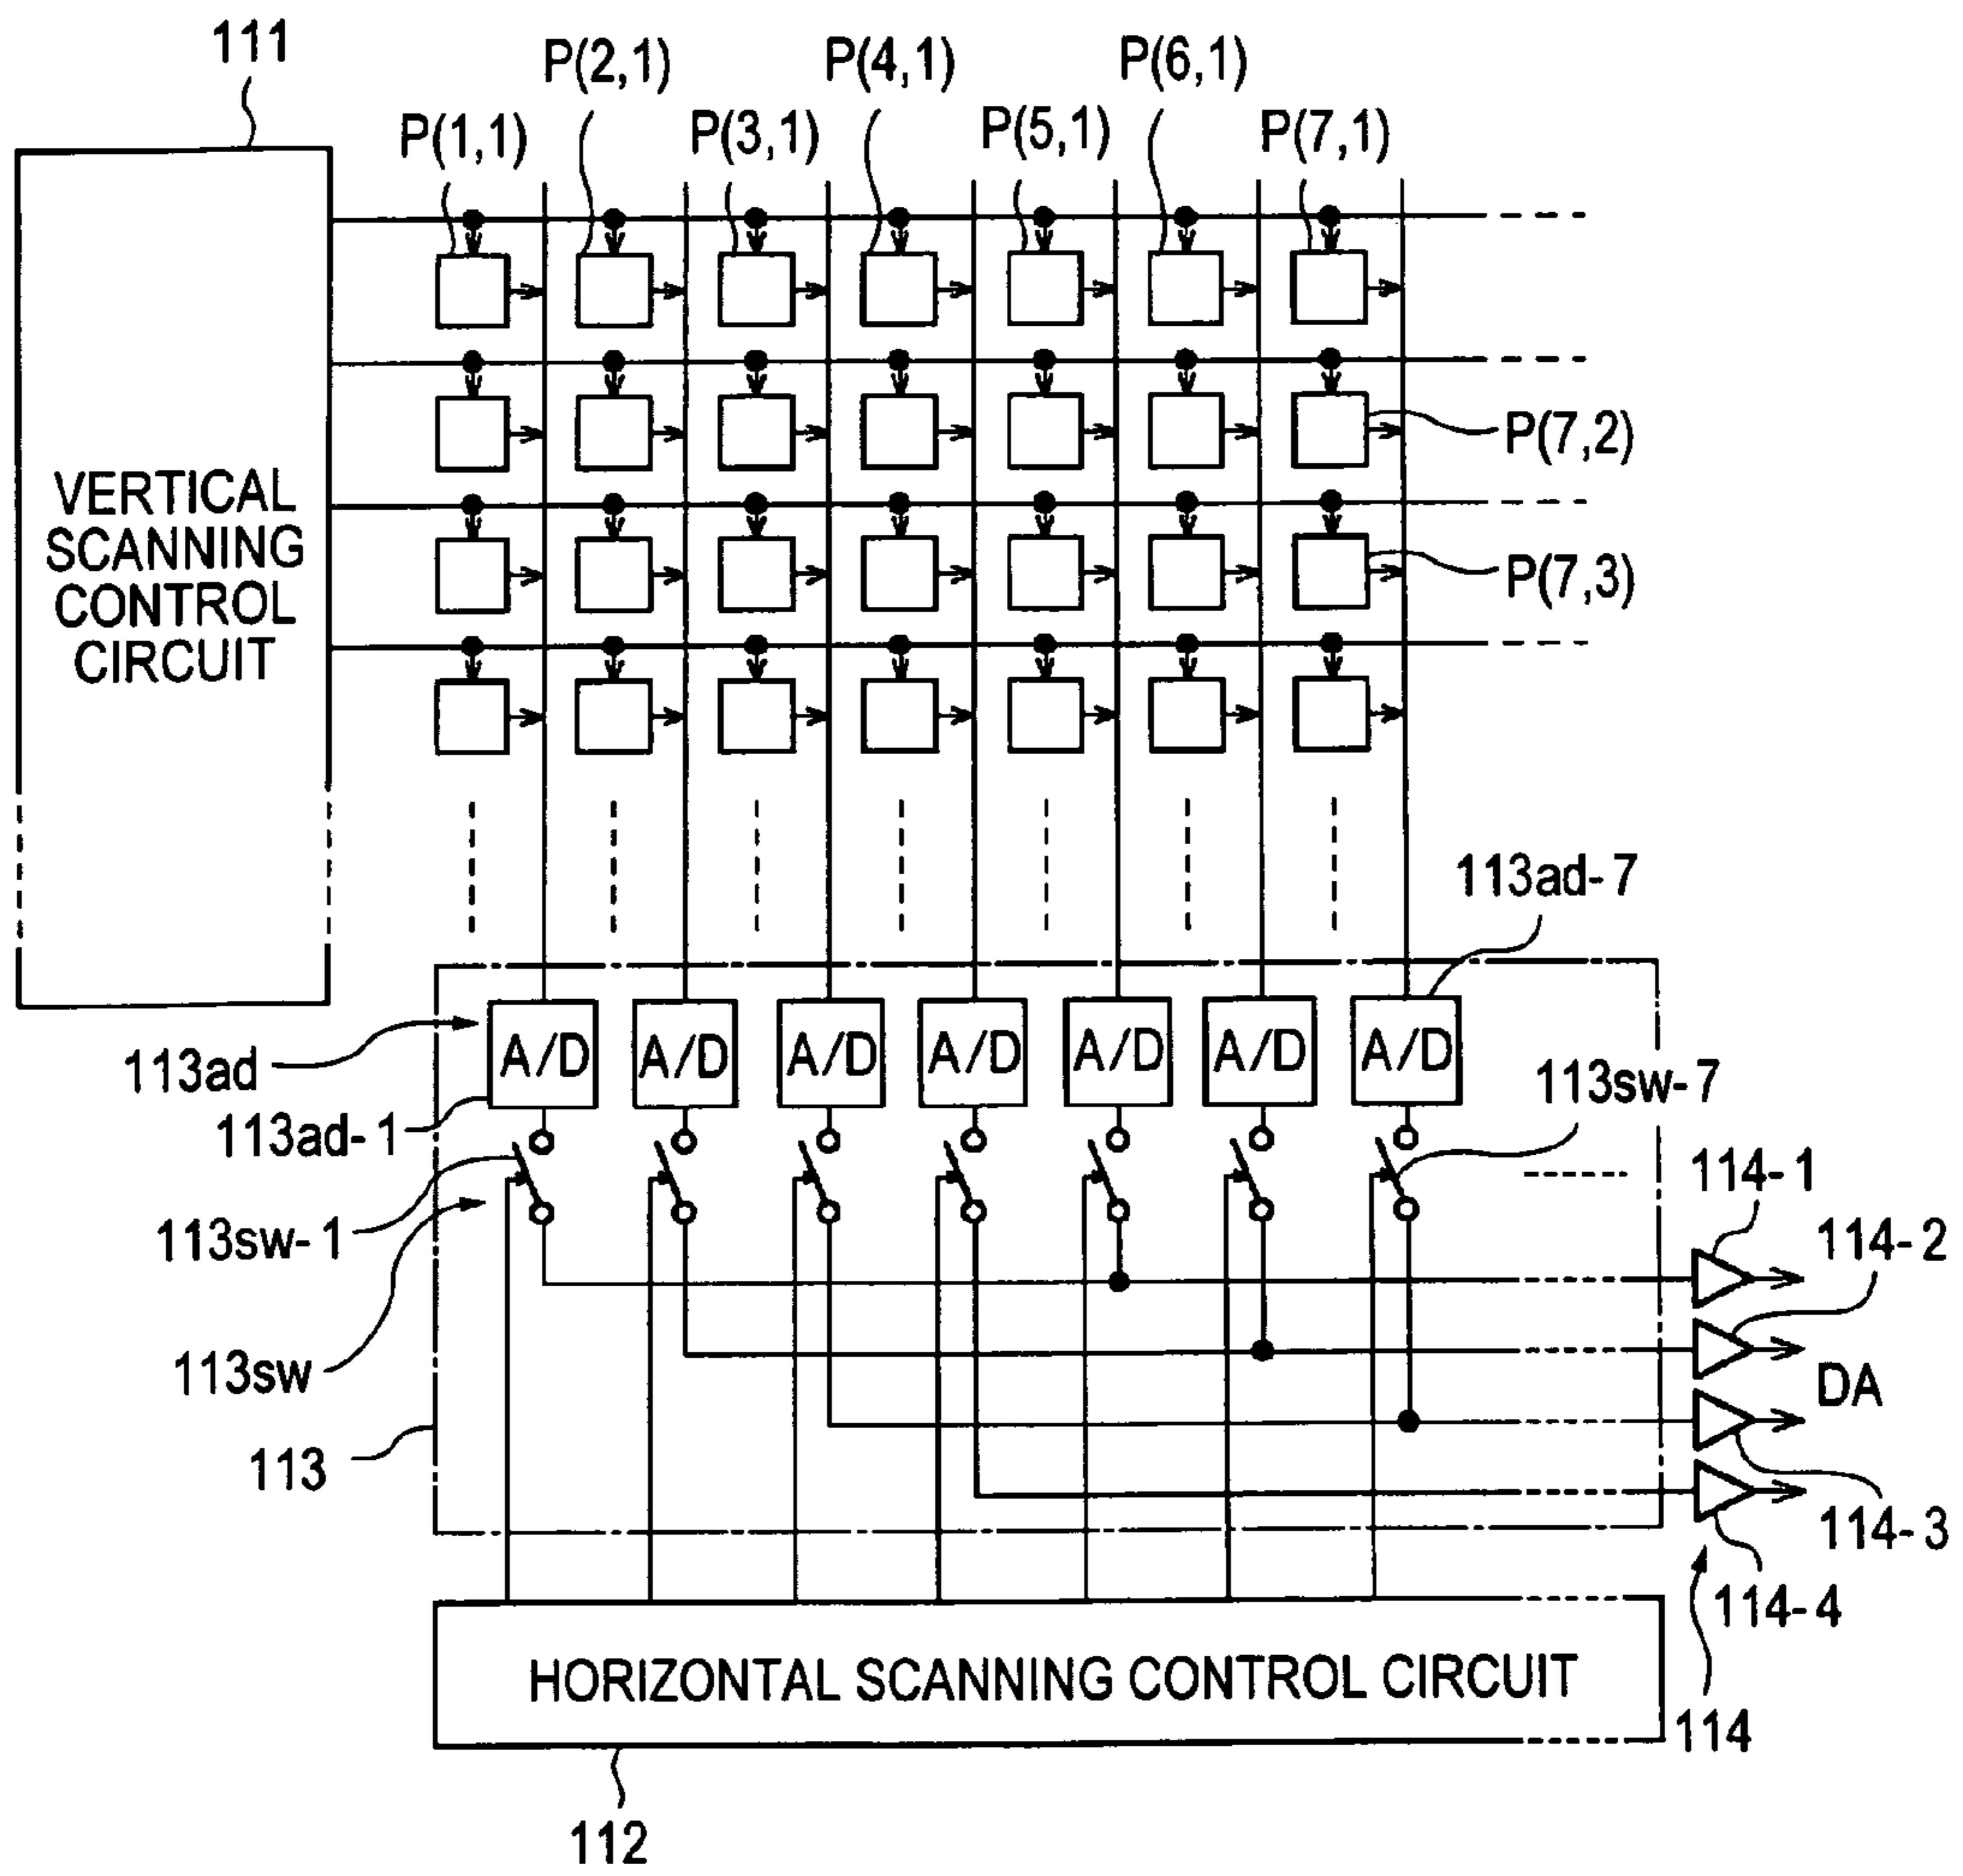 111
P(2,1)
P(4,1)
P(6,1)
P(1,1)
P(3,1)
P(5,1)
P(7,1)
P(7,2)
P(7,3)
VERTICAL
SCANNING
CONTROL
CIRCUIT
113ad-7
A/D
A/D
A/D
A/D
A/D
A/D
A/D
113ad
113ad-1
113sw-7
113sw-1
114-1
114-2
113sw
DA
113
114-3
114-4
HORIZONTAL SCANNING CONTROL CIRCUIT
114
112